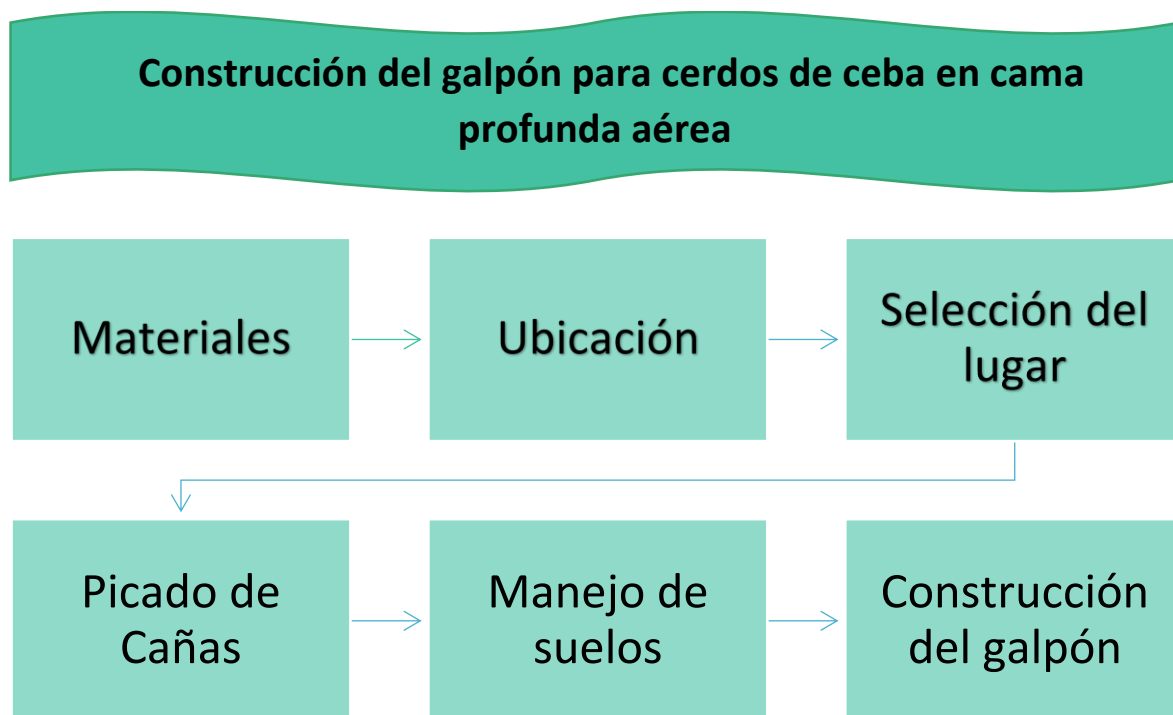 Construcción del galpón para cerdos de ceba en cama
profunda aérea
Materiales
Ubicación
Selección del
lugar
Picado de
Cañas
Manejo de
suelos
Construcción
del galpón